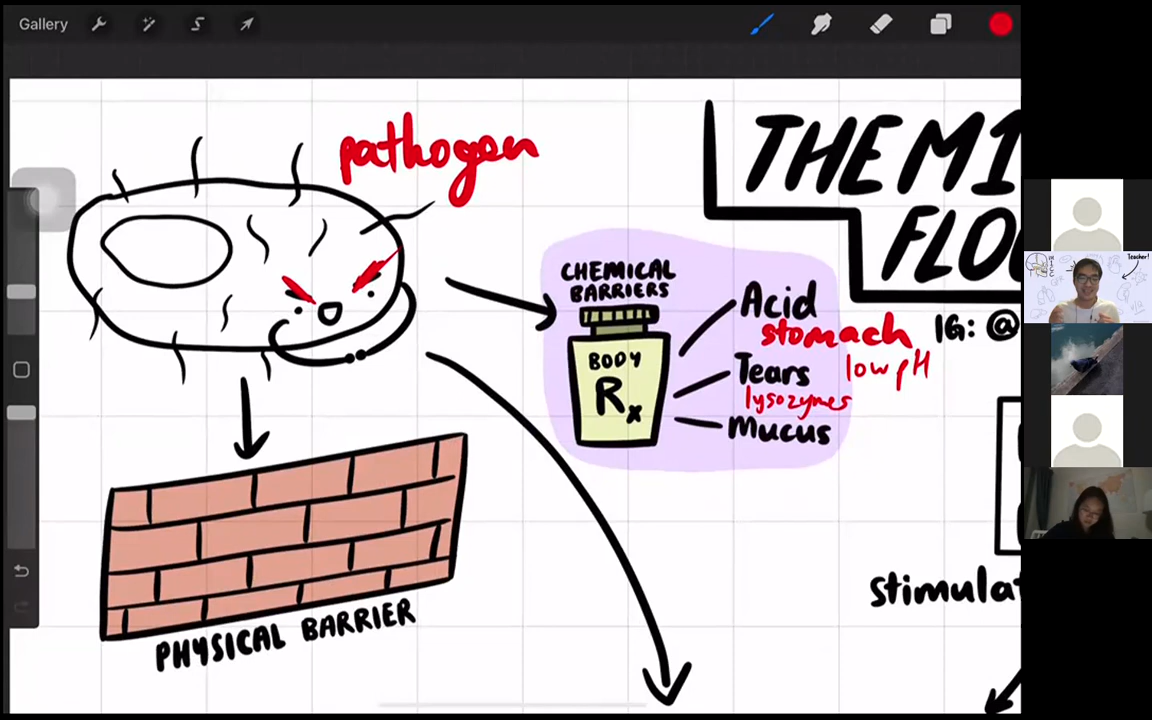 Gallery
pathogen
THE MI
FLO
IG: @
CHEMICAL
BARRIERS
BODY
Rx
Acid
stomach
low pH
Tears
lysozymes
Mucus
PHYSICAL BARRIER
stimulat
Teacher!